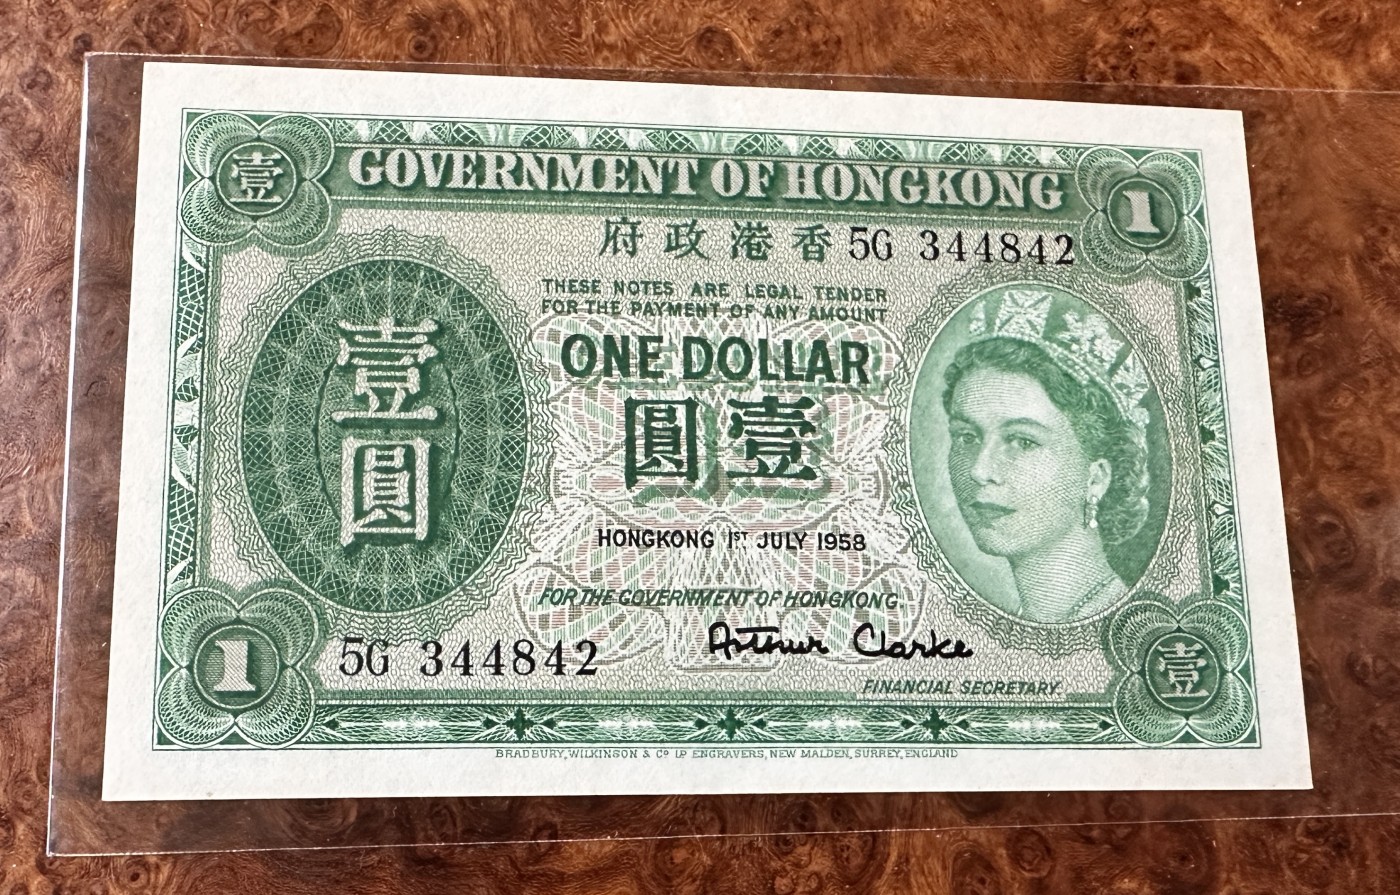 壹
GOVERNMENT OF HONGKONG
1
府政港香 5G 344842
THESE NOTES ARE LEGAL TENDER
FOR THE PAYMENT OF ANY AMOUNT
ONE DOLLAR
圓壹
壹
圓
HONGKONG 1ST JULY 1958
FOR THE GOVERNMENT OF HONGKONG.
Arthur Clarke
FINANCIAL SECRETARY.
1
5G 344842
壹
BRADBURY, WILKINSON & Co. LD. ENGRAVERS, NEW MALDEN, SURREY, ENGLAND